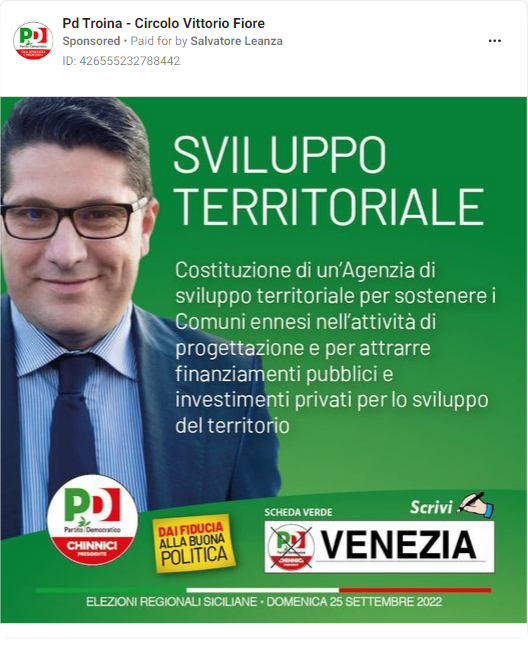 Pd Troina - Circolo Vittorio Fiore
Sponsored • Paid for by Salvatore Leanza
ID: 426555232788442
SVILUPPO
TERRITORIALE
Costituzione di un'Agenzia di
sviluppo territoriale per sostenere i
Comuni ennesi nell'attività di
progettazione e per attrarre
finanziamenti pubblici e
investimenti privati per lo sviluppo
del territorio
PD
Partito Democratico
CHINNICI
PRESIDENTE
DAI FIDUCIA
ALLA BUONA
POLITICA
SCHEDA VERDE
Scrivi
PD
VENEZIA
ELEZIONI REGIONALI SICILIANE • DOMENICA 25 SETTEMBRE 2022